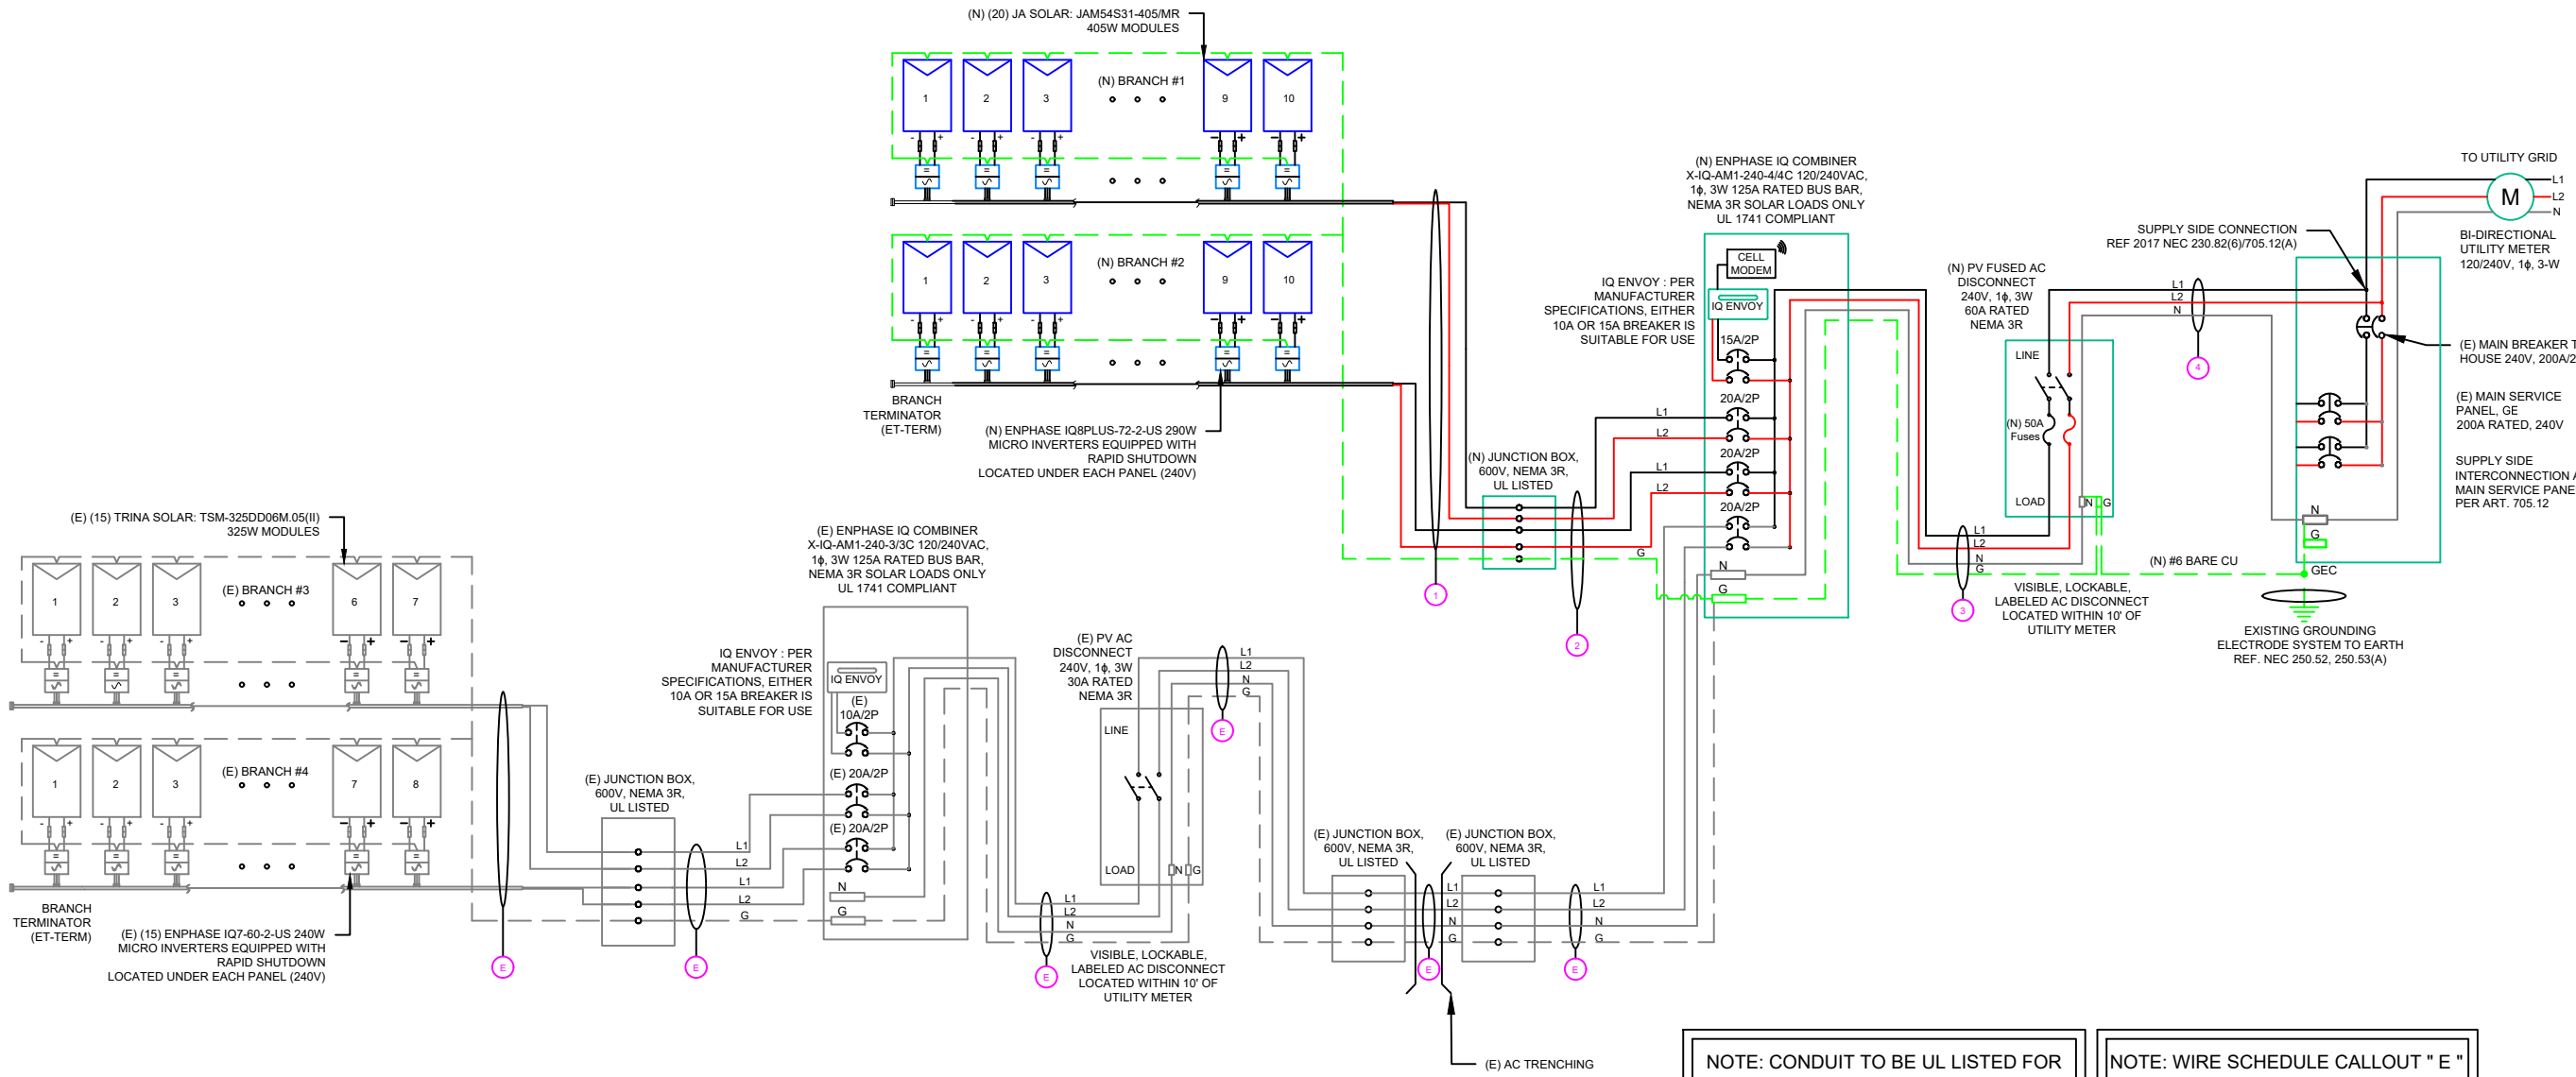 (N) (20) JA SOLAR: JAM54S31-405/MR
405W MODULES
(N) BRANCH #1
1
2
3
9
10
- +
- +
- +
- +
- +
(N) BRANCH #2
1
2
3
9
10
- +
- +
- +
- +
- +
BRANCH
TERMINATOR
(ET-TERM)
(N) ENPHASE IQ8PLUS-72-2-US 290W
MICRO INVERTERS EQUIPPED WITH
RAPID SHUTDOWN
LOCATED UNDER EACH PANEL (240V)
1
(N) JUNCTION BOX,
600V, NEMA 3R,
UL LISTED
2
L1
L2
L1
L2
G
(N) ENPHASE IQ COMBINER
X-IQ-AM1-240-4/4C 120/240VAC,
1ϕ, 3W 125A RATED BUS BAR,
NEMA 3R SOLAR LOADS ONLY
UL 1741 COMPLIANT
IQ ENVOY : PER
MANUFACTURER
SPECIFICATIONS, EITHER
10A OR 15A BREAKER IS
SUITABLE FOR USE
CELL
MODEM
IQ ENVOY
15A/2P
20A/2P
20A/2P
20A/2P
N
G
(N) PV FUSED AC
DISCONNECT
240V, 1ϕ, 3W
60A RATED
NEMA 3R
LINE
(N) 50A
Fuses
LOAD
N G
L1
L2
N
G
3
VISIBLE, LOCKABLE,
LABELED AC DISCONNECT
LOCATED WITHIN 10' OF
UTILITY METER
L1
L2
N
4
(N) #6 BARE CU
SUPPLY SIDE CONNECTION
REF 2017 NEC 230.82(6)/705.12(A)
TO UTILITY GRID
M
L1
L2
N
BI-DIRECTIONAL
UTILITY METER
120/240V, 1ϕ, 3-W
(E) MAIN BREAKER T
HOUSE 240V, 200A/2
(E) MAIN SERVICE
PANEL, GE
200A RATED, 240V
SUPPLY SIDE
INTERCONNECTION A
MAIN SERVICE PANE
PER ART. 705.12
N
G
GEC
EXISTING GROUNDING
ELECTRODE SYSTEM TO EARTH
REF. NEC 250.52, 250.53(A)
(E) (15) TRINA SOLAR: TSM-325DD06M.05(II)
325W MODULES
(E) BRANCH #3
1
2
3
6
7
- +
- +
- +
- +
- +
(E) BRANCH #4
1
2
3
7
8
- +
- +
- +
- +
- +
BRANCH
TERMINATOR
(ET-TERM)
(E) (15) ENPHASE IQ7-60-2-US 240W
MICRO INVERTERS EQUIPPED WITH
RAPID SHUTDOWN
LOCATED UNDER EACH PANEL (240V)
E
(E) JUNCTION BOX,
600V, NEMA 3R,
UL LISTED
E
L1
L2
L1
L2
G
(E) ENPHASE IQ COMBINER
X-IQ-AM1-240-3/3C 120/240VAC,
1ϕ, 3W 125A RATED BUS BAR,
NEMA 3R SOLAR LOADS ONLY
UL 1741 COMPLIANT
IQ ENVOY : PER
MANUFACTURER
SPECIFICATIONS, EITHER
10A OR 15A BREAKER IS
SUITABLE FOR USE
IQ ENVOY
(E)
10A/2P
(E) 20A/2P
(E) 20A/2P
N
G
L1
L2
N
G
E
(E) PV AC
DISCONNECT
240V, 1ϕ, 3W
30A RATED
NEMA 3R
LINE
LOAD
N G
VISIBLE, LOCKABLE,
LABELED AC DISCONNECT
LOCATED WITHIN 10' OF
UTILITY METER
L1
L2
N
G
E
(E) JUNCTION BOX,
600V, NEMA 3R,
UL LISTED
L1
L2
N
G
E
(E) JUNCTION BOX,
600V, NEMA 3R,
UL LISTED
L1
L2
N
G
E
(E) AC TRENCHING
NOTE: CONDUIT TO BE UL LISTED FOR
NOTE: WIRE SCHEDULE CALLOUT " E "